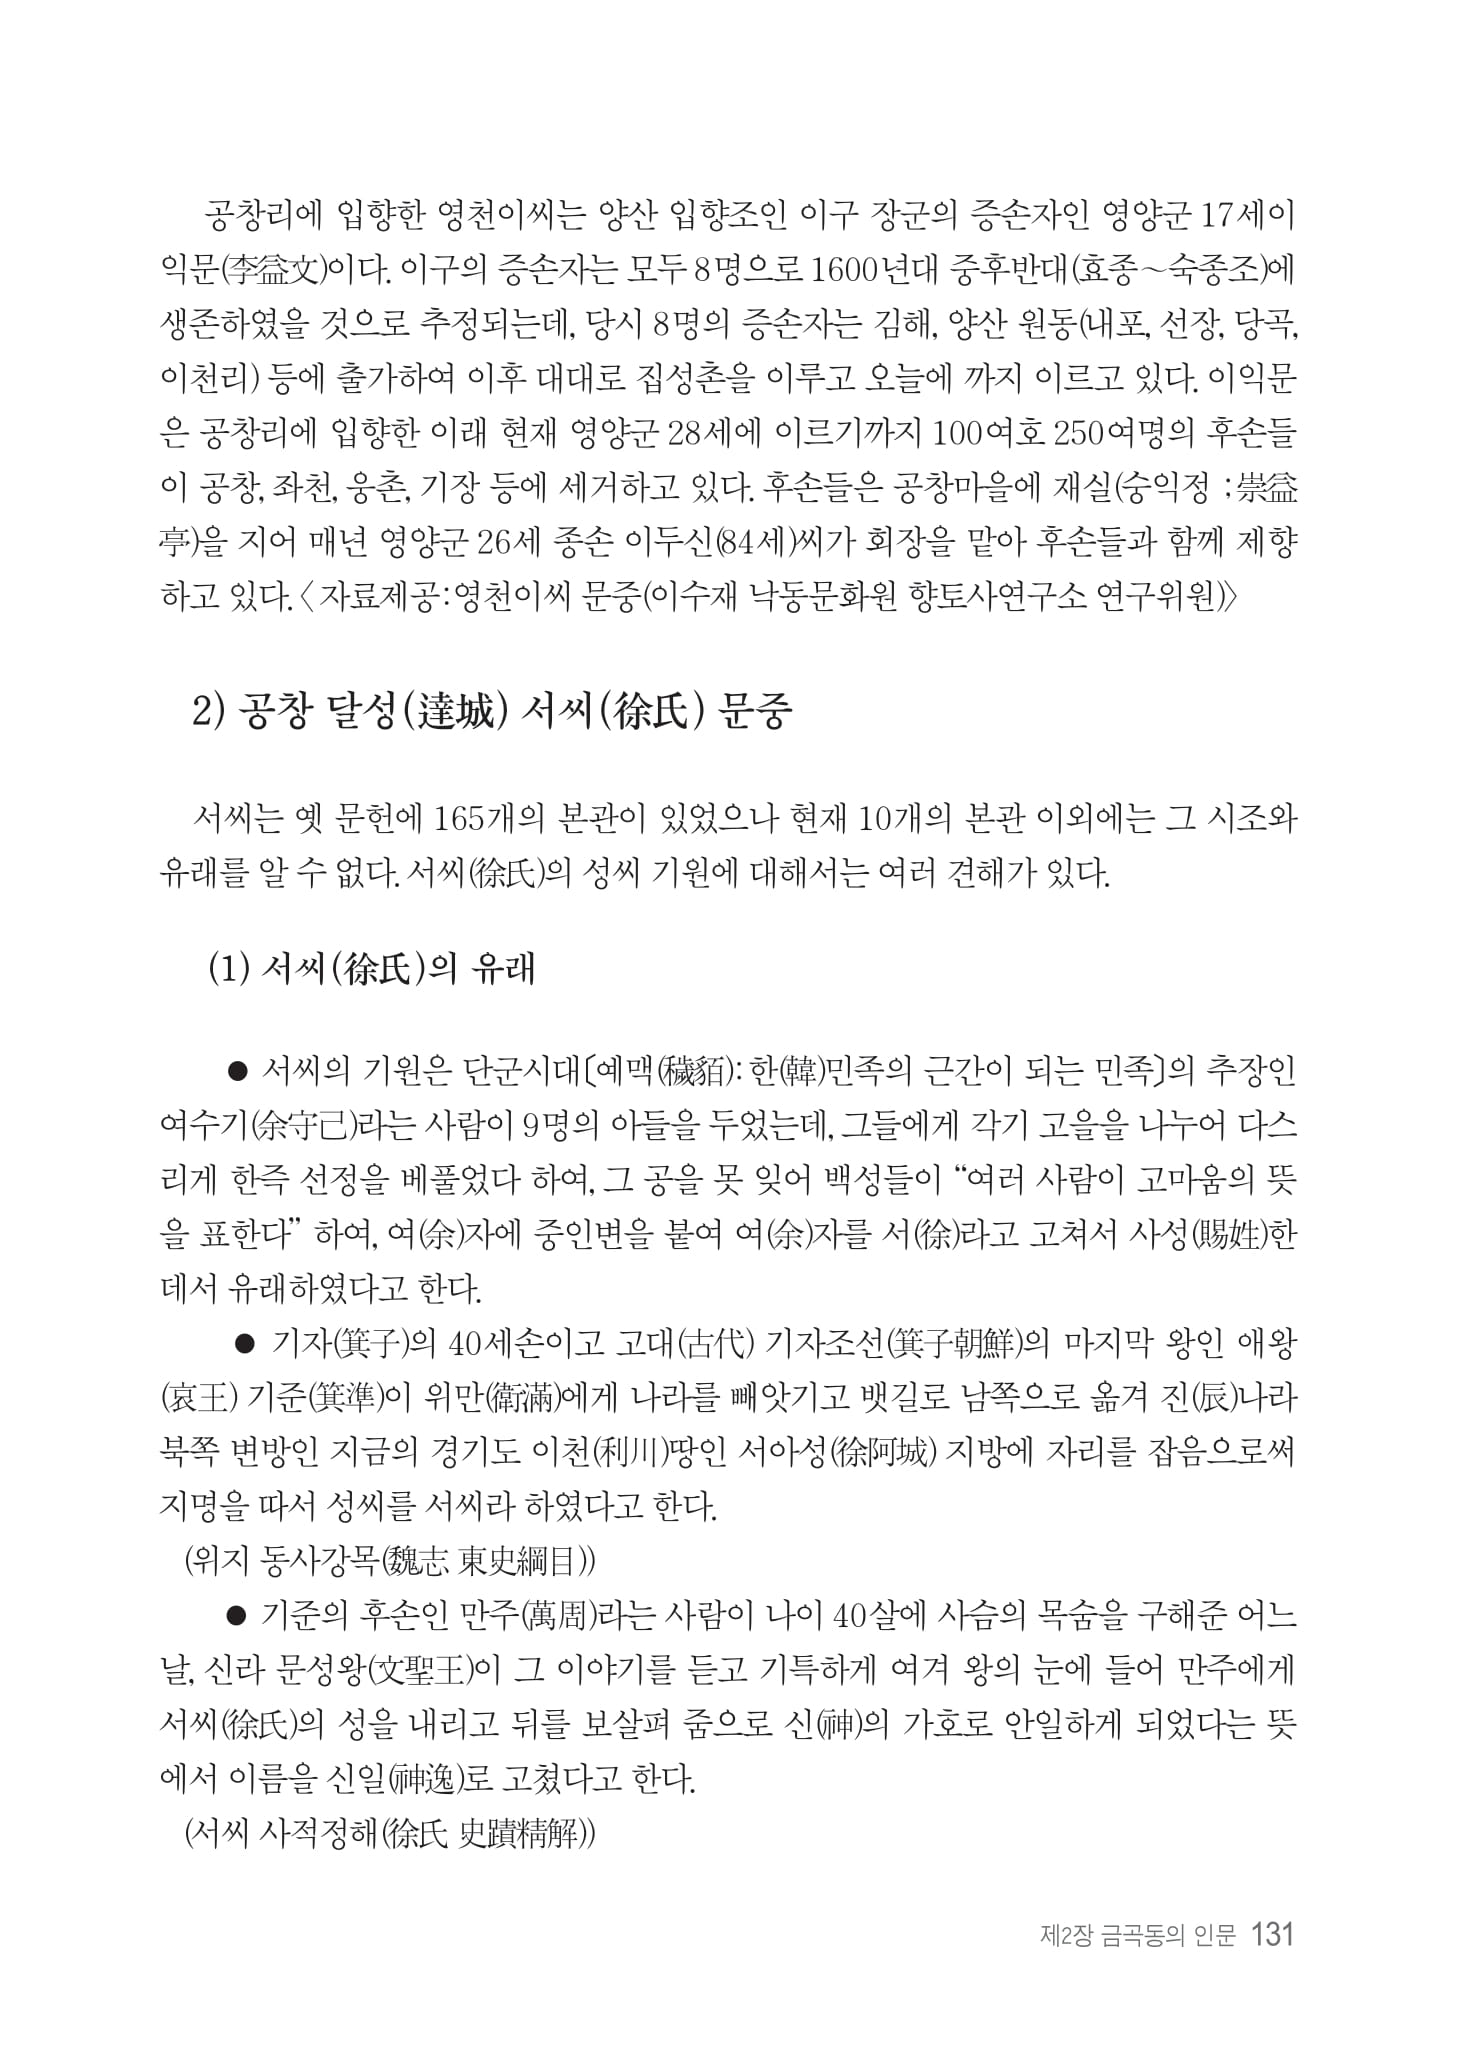 공창리에 입향한 영천이씨는 양산 입향조인 이구 장군의 증손자인 영양군 17세이
익문(李益文)이다. 이구의 증손자는 모두 8명으로 1600년대 중후반대(효종~숙종조)에
생존하였을 것으로 추정되는데, 당시 8명의 증손자는 김해, 양산 원동(내포, 선장, 당곡,
이천리) 등에 출가하여 이후 대대로 집성촌을 이루고 오늘에 까지 이르고 있다. 이익문
은 공창리에 입향한 이래 현재 영양군 28세에 이르기까지 100여호 250여명의 후손들
이 공창, 좌천, 웅촌, 기장 등에 세거하고 있다. 후손들은 공창마을에 재실(숭익정 ;崇益
亭)을 지어 매년 영양군 26세 종손 이두신(84세)씨가 회장을 맡아 후손들과 함께 제향
하고 있다.〈자료제공:영천이씨 문중(이수재 낙동문화원 향토사연구소 연구위원)〉
2) 공창 달성(達城) 서씨(徐氏) 문중
서씨는 옛 문헌에 165개의 본관이 있었으나 현재 10개의 본관 이외에는 그 시조와
유래를 알 수 없다. 서씨(徐氏)의 성씨 기원에 대해서는 여러 견해가 있다.
(1) 서씨(徐氏)의 유래
● 서씨의 기원은 단군시대〔예맥(穢貊):한(韓)민족의 근간이 되는 민족〕의 추장인
여수기(余守己)라는 사람이 9명의 아들을 두었는데, 그들에게 각기 고을을 나누어 다스
리게 한즉 선정을 베풀었다 하여, 그 공을 못 잊어 백성들이 “여러 사람이 고마움의 뜻
을 표한다” 하여, 여(余)자에 중인변을 붙여 여(余)자를 서(徐)라고 고쳐서 사성(賜姓)한
데서 유래하였다고 한다.
● 기자(箕子)의 40세손이고 고대(古代) 기자조선(箕子朝鮮)의 마지막 왕인 애왕
(哀王) 기준(箕準)이 위만(衛滿)에게 나라를 빼앗기고 뱃길로 남쪽으로 옮겨 진(辰)나라
북쪽 변방인 지금의 경기도 이천(利川)땅인 서아성(徐阿城) 지방에 자리를 잡음으로써
지명을 따서 성씨를 서씨라 하였다고 한다.
(위지 동사강목(魏志 東史綱目))
● 기준의 후손인 만주(萬周)라는 사람이 나이 40살에 사슴의 목숨을 구해준 어느
날, 신라 문성왕(文聖王)이 그 이야기를 듣고 기특하게 여겨 왕의 눈에 들어 만주에게
서씨(徐氏)의 성을 내리고 뒤를 보살펴 줌으로 신(神)의 가호로 안일하게 되었다는 뜻
에서 이름을 신일(神逸)로 고쳤다고 한다.
(서씨 사적정해(徐氏 史蹟精解))
제2장 금곡동의 인문 131